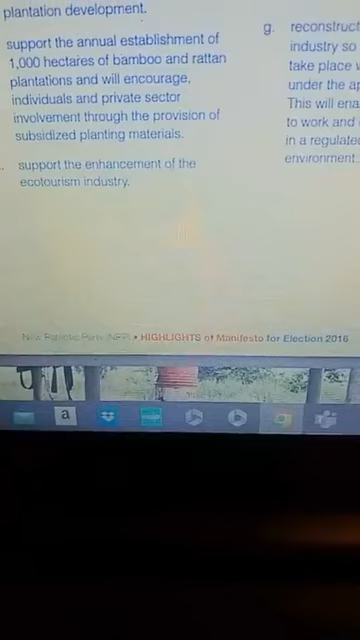 plantation development.
support the annual establishment of
1,000 hectares of bamboo and rattan
plantations and will encourage,
individuals and private sector
involvement through the provision of
subsidized planting materials.
support the enhancement of the
ecotourism industry.
g. reconstruct
industry so
take place
under the
This will
to work and
in a regulated
environment.
New Patriotic Party (NPP) • HIGHLIGHTS of Manifesto for Election 2016
a